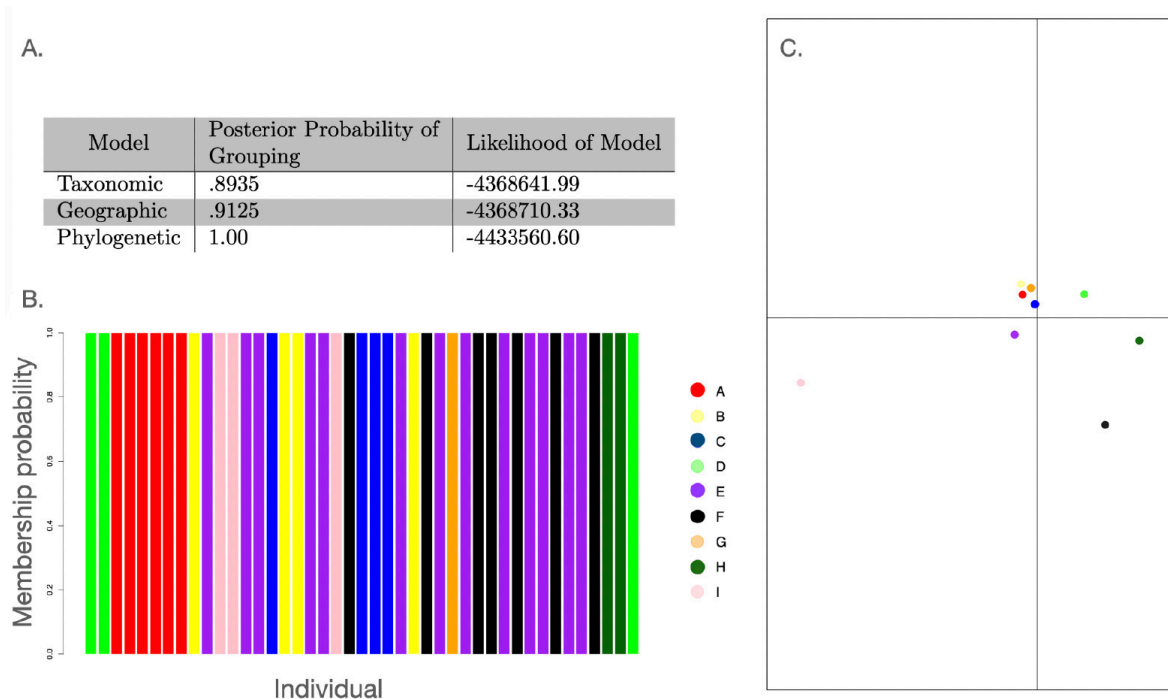 A.
Model
Posterior Probability of
Grouping
Likelihood of Model
Taxonomic .8935 -4368641.99
Geographic .9125 -4368710.33
Phylogenetic 1.00 -4433560.60
B.
Membership probability
1.0
0.8
0.6
0.4
0.2
0.0
Individual
A
B
C
D
E
F
G
H
I
C.